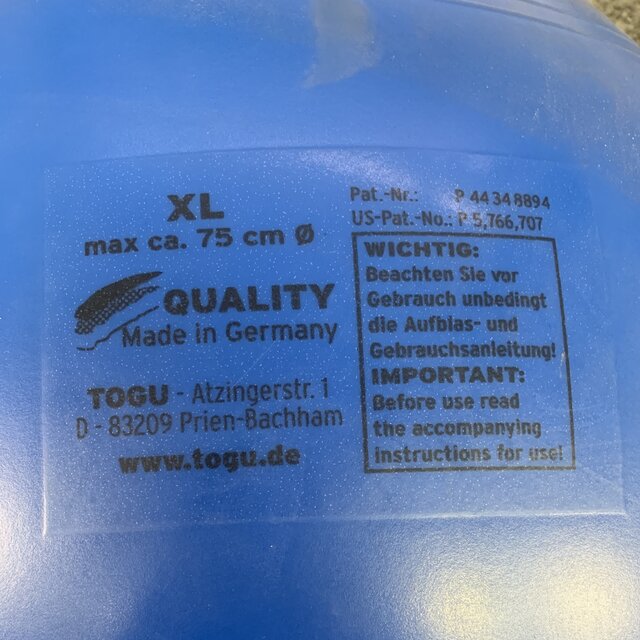 XL
max ca. 75 cm Ø
QUALITY
Made in Germany
TOGU - Atzingerstr. 1
D - 83209 Prien-Bachham
www.togu.de
Pat.-Nr.: P 44 34 8894
US-Pat.-No.: P 5,766,707
WICHTIG:
Beachten Sie vor
Gebrauch unbedingt
die Aufblas- und
Gebrauchsanleitung!
IMPORTANT:
Before use read
the accompanying
instructions for use!